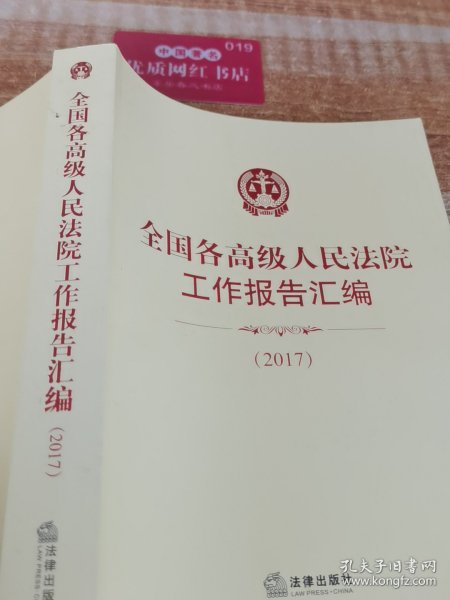 中国著名
019
优质网红书店
全国各高级人民法院工作报告汇编
(2017)
法律出版社
LAW PRESS·CHINA
全国各高级人民法院
工作报告汇编
(2017)
法律出版社
LAW PRESS·CHINA
孔夫子旧书网
kongfz.com